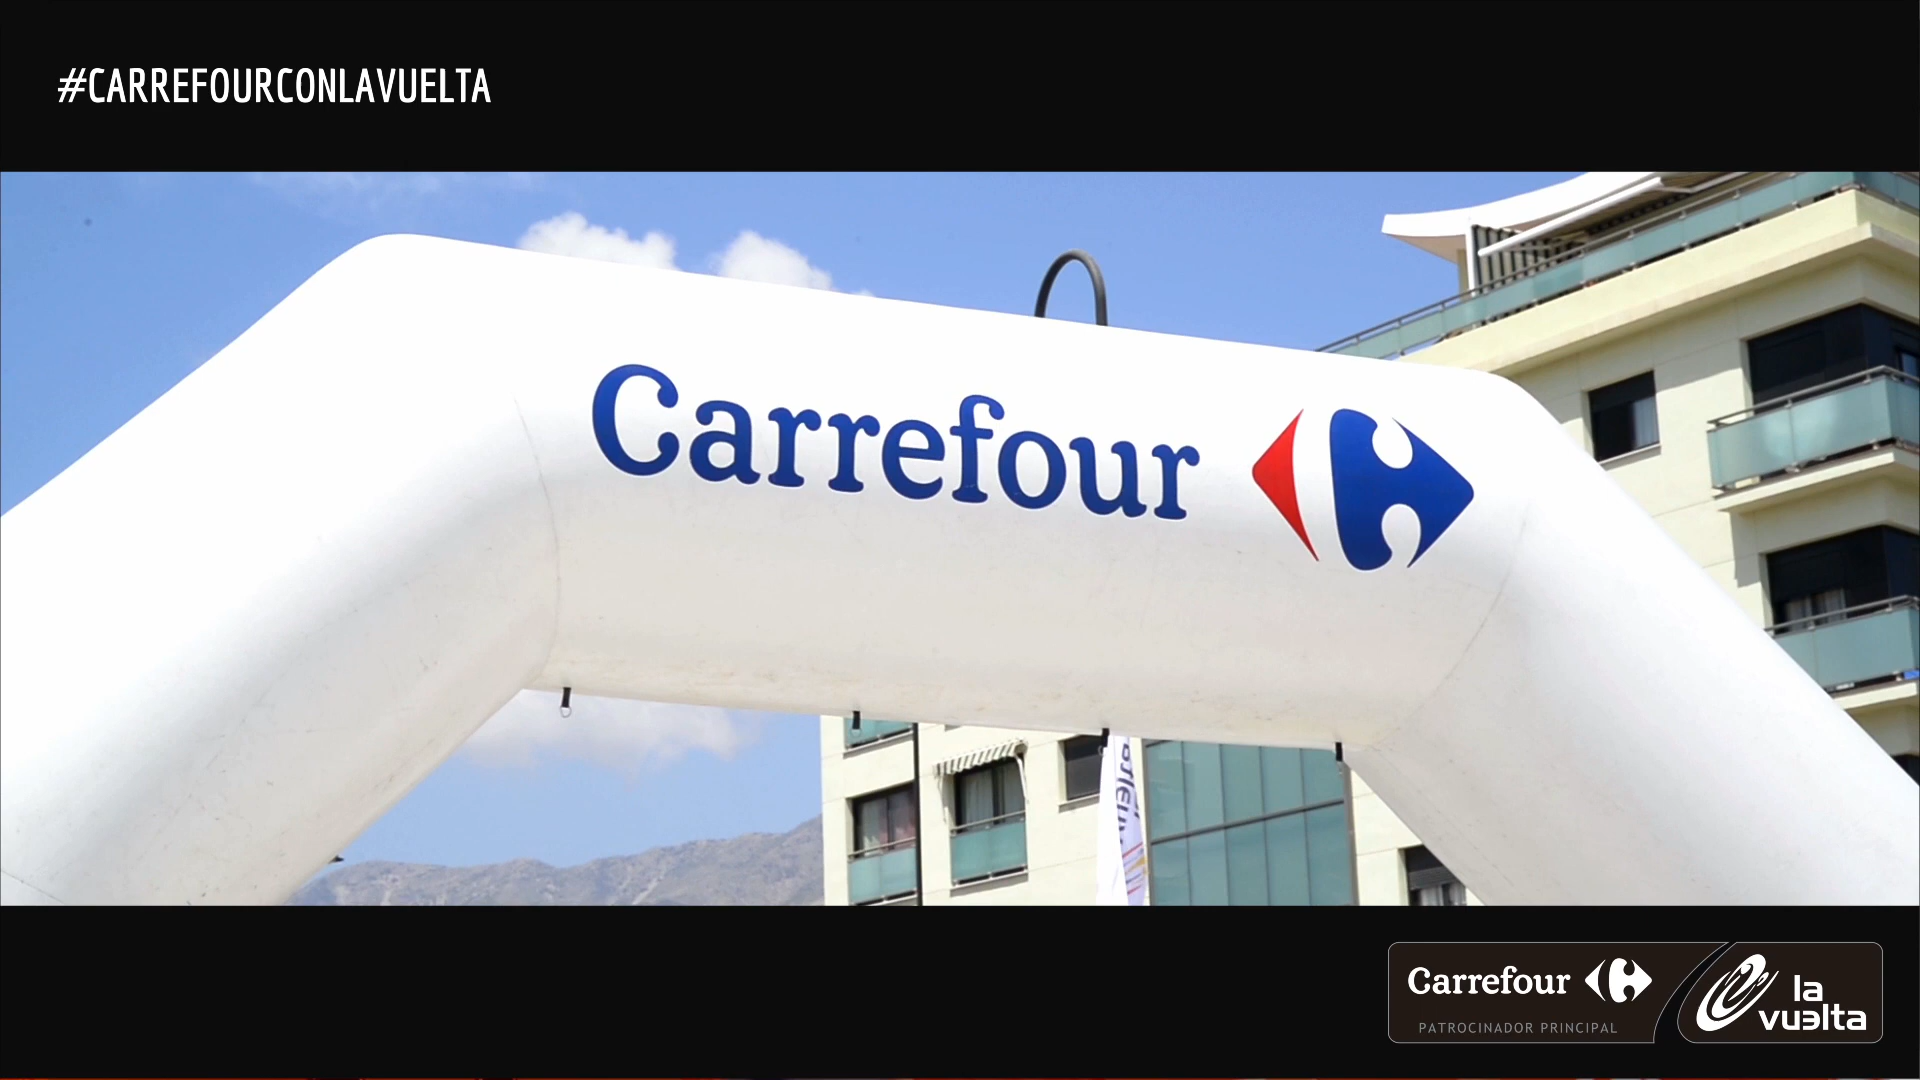 #CARREFOURCONLAVUELTA
Carrefour
Carrefour
PATROCINADOR PRINCIPAL
la
vuelta